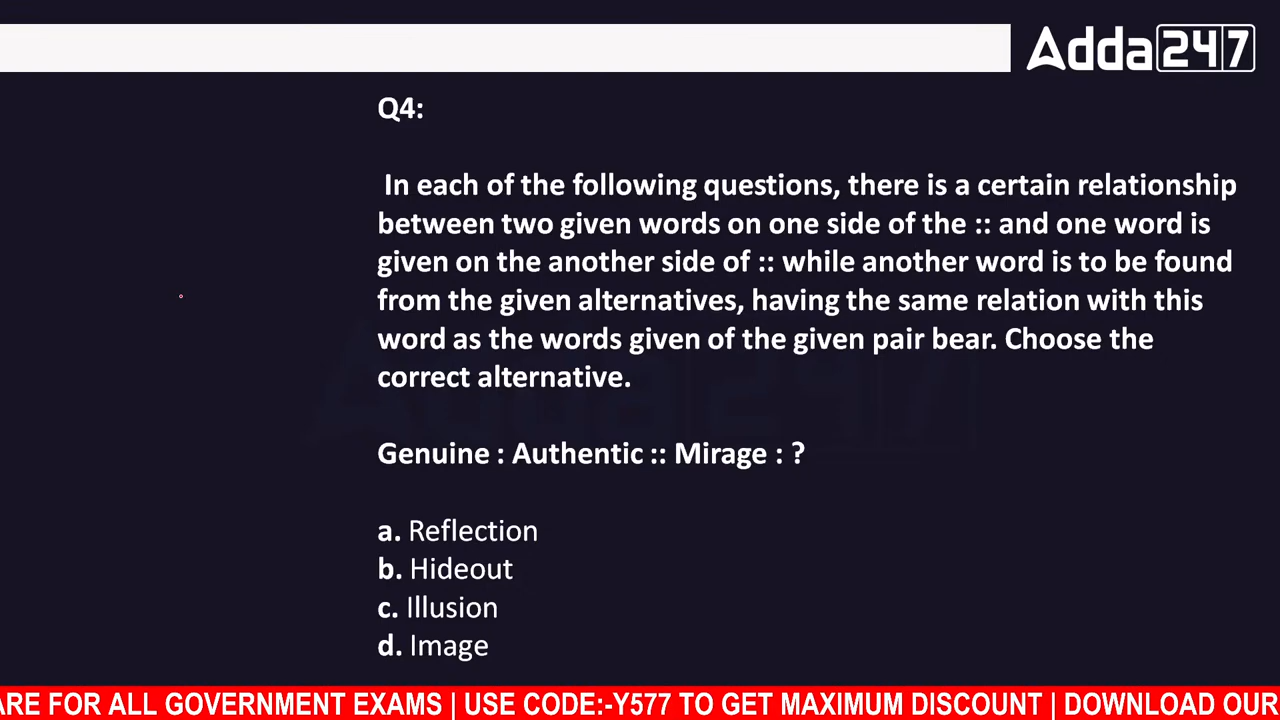 Adda247
Q4:
In each of the following questions, there is a certain relationship
between two given words on one side of the :: and one word is
given on the another side of :: while another word is to be found
from the given alternatives, having the same relation with this
word as the words given of the given pair bear. Choose the
correct alternative.
Genuine : Authentic :: Mirage : ?
a. Reflection
b. Hideout
c. Illusion
d. Image
ARE FOR ALL GOVERNMENT EXAMS | USE CODE:-Y577 TO GET MAXIMUM DISCOUNT | DOWNLOAD OUR